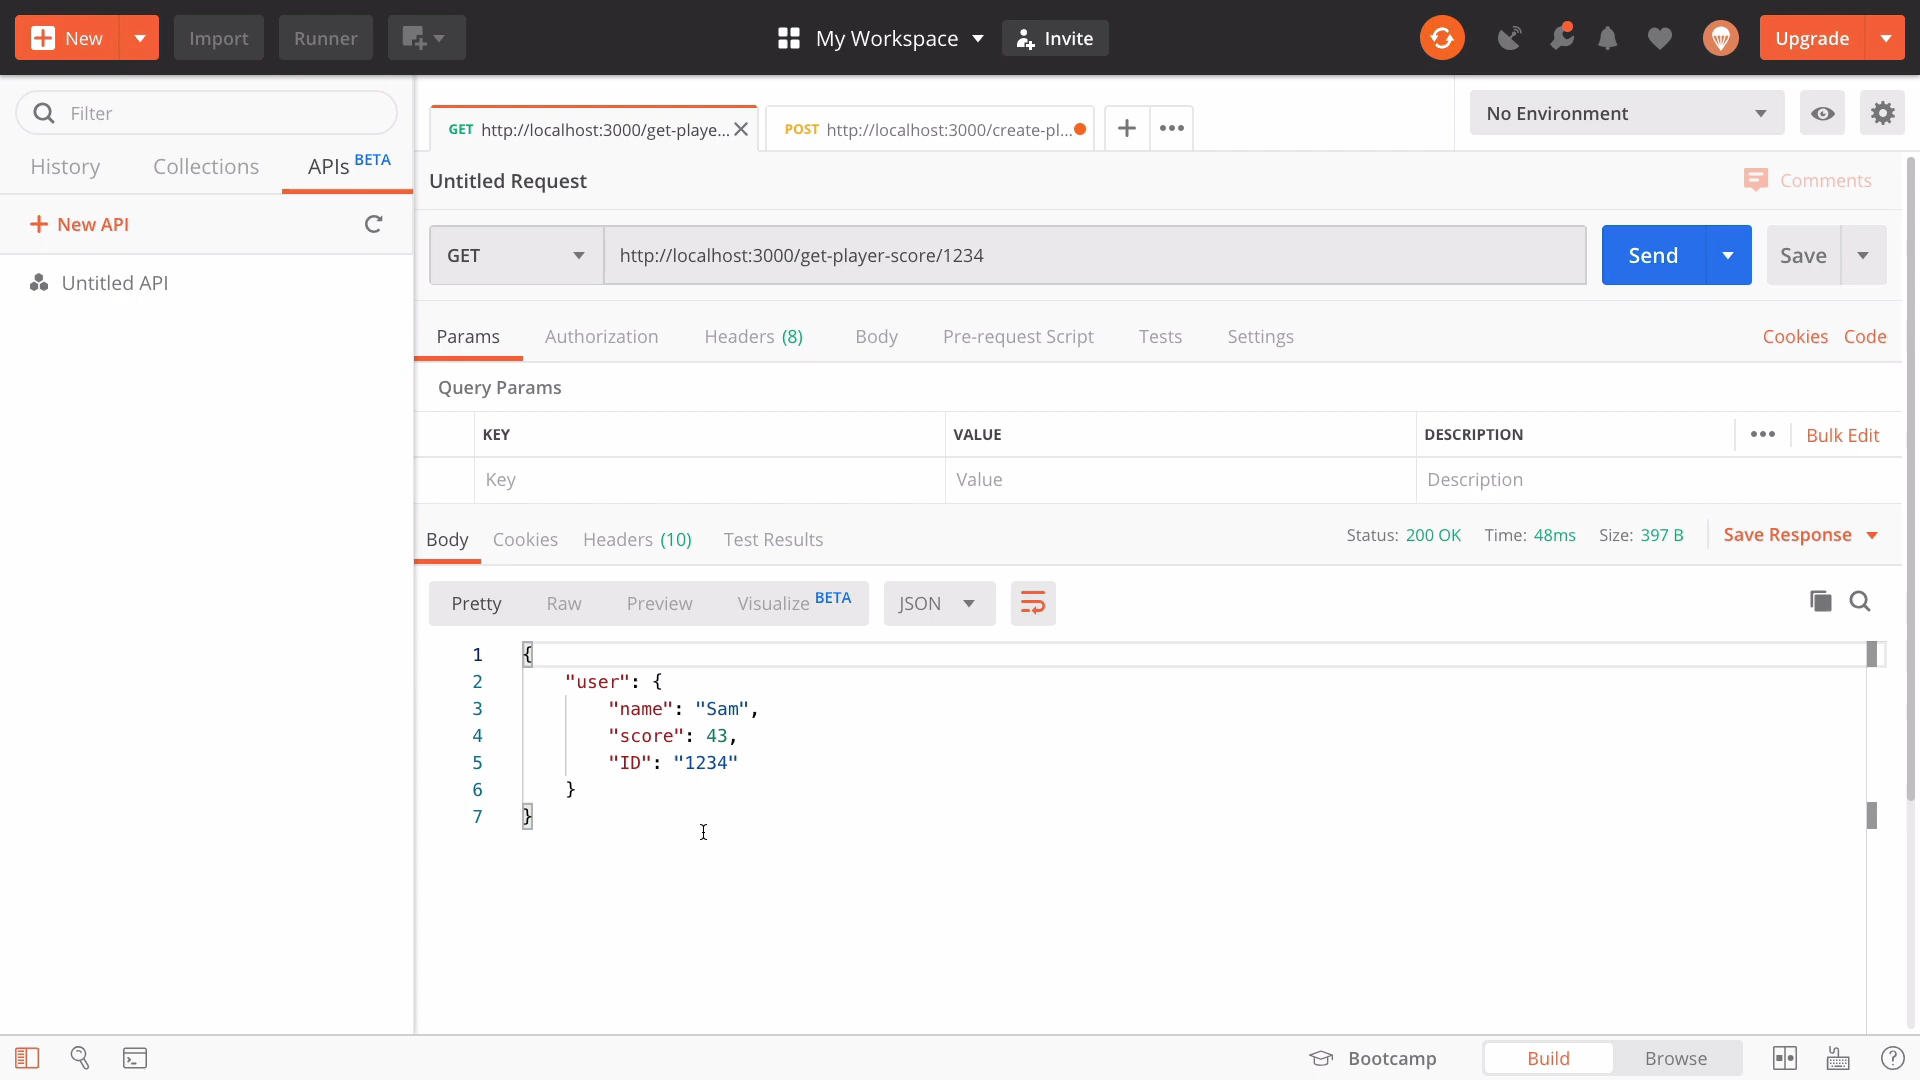 New Import Runner My Workspace Invite Upgrade
Filter
History Collections APIs BETA
+ New API
Untitled API
GET http://localhost:3000/get-playe... POST http://localhost:3000/create-pl... No Environment
Untitled Request Comments
GET http://localhost:3000/get-player-score/1234 Send Save
Params Authorization Headers (8) Body Pre-request Script Tests Settings Cookies Code
Query Params
KEY VALUE DESCRIPTION Bulk Edit
Key Value Description
Body Cookies Headers (10) Test Results Status: 200 OK Time: 48ms Size: 397 B Save Response
Pretty Raw Preview Visualize BETA JSON
1 {
2 "user": {
3 "name": "Sam",
4 "score": 43,
5 "ID": "1234"
6 }
7 }
Bootcamp Build Browse